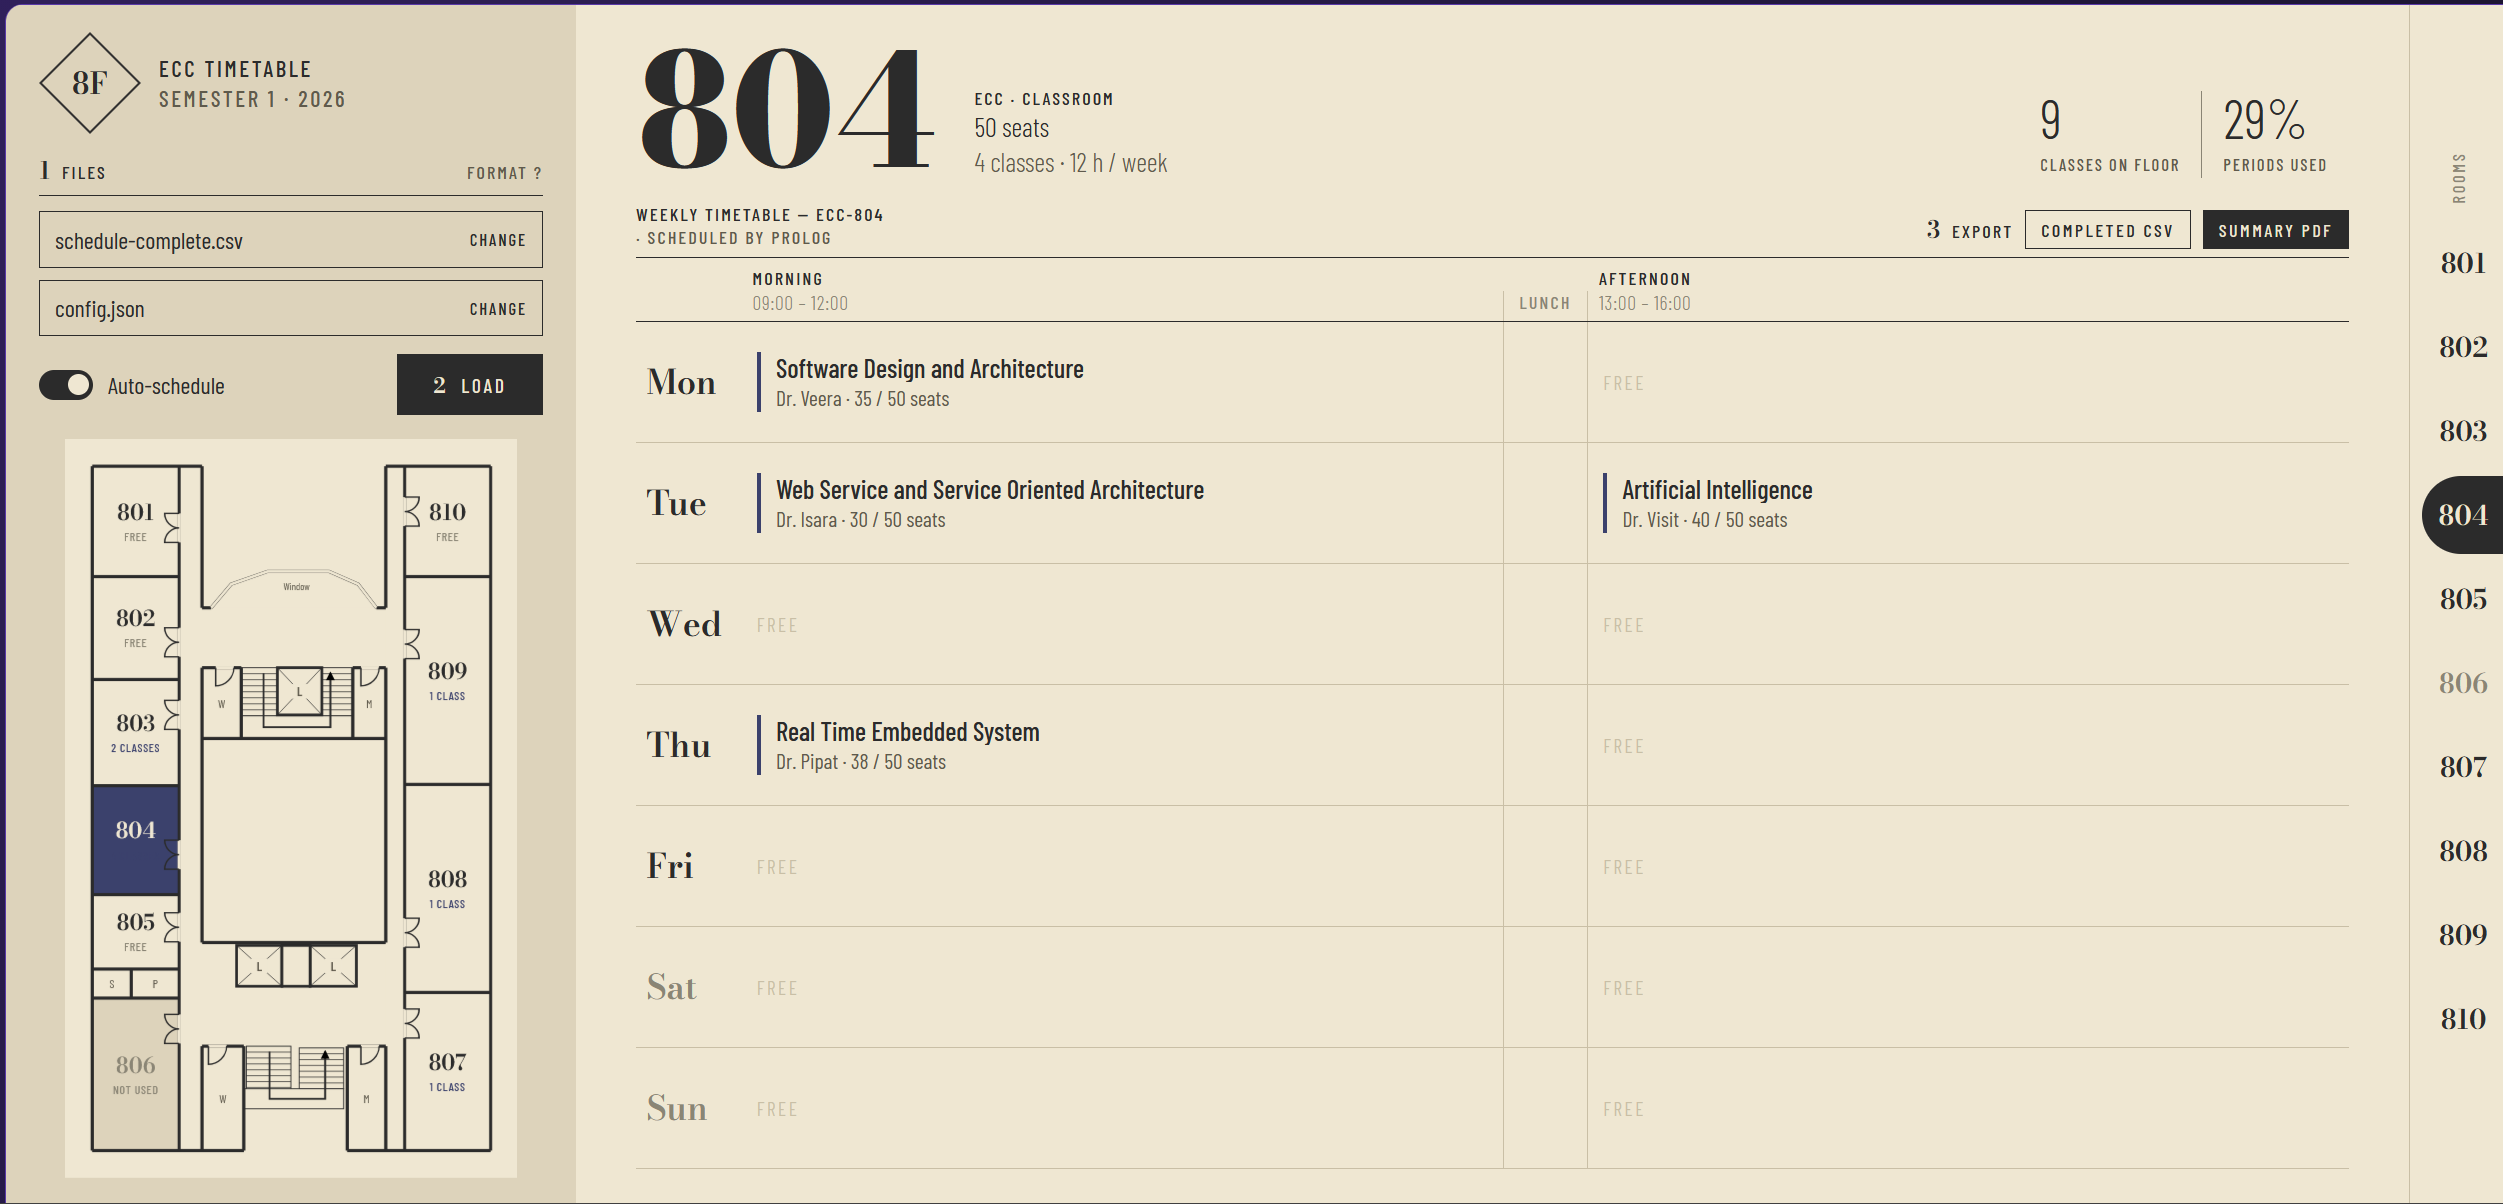 8F
ECC TIMETABLE
SEMESTER 1 · 2026
1 FILES
FORMAT ?
schedule-complete.csv
CHANGE
config.json
CHANGE
Auto-schedule
2 LOAD
801
FREE
810
FREE
Window
802
FREE
809
1 CLASS
W
L
M
803
2 CLASSES
804
808
1 CLASS
805
FREE
L
L
S
P
806
NOT USED
807
1 CLASS
W
M
804
ECC · CLASSROOM
50 seats
4 classes · 12 h / week
9
CLASSES ON FLOOR
29%
PERIODS USED
WEEKLY TIMETABLE — ECC-804
· SCHEDULED BY PROLOG
3 EXPORT
COMPLETED CSV
SUMMARY PDF
MORNING
09:00 – 12:00
LUNCH
AFTERNOON
13:00 – 16:00
Mon
Software Design and Architecture
Dr. Veera · 35 / 50 seats
FREE
Tue
Web Service and Service Oriented Architecture
Dr. Isara · 30 / 50 seats
Artificial Intelligence
Dr. Visit · 40 / 50 seats
Wed
FREE
FREE
Thu
Real Time Embedded System
Dr. Pipat · 38 / 50 seats
FREE
Fri
FREE
FREE
Sat
FREE
FREE
Sun
FREE
FREE
ROOMS
801
802
803
804
805
806
807
808
809
810